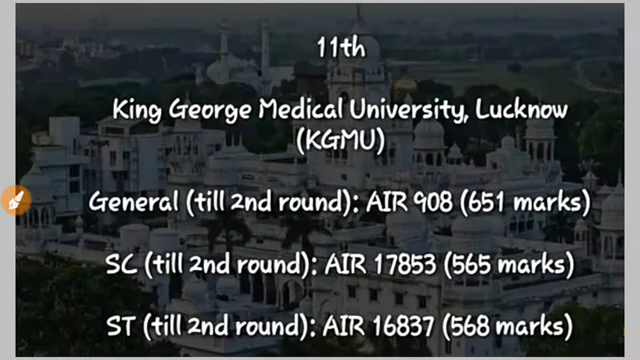 11th
King George Medical University, Lucknow
(KGMU)
General (till 2nd round): AIR 908 (651 marks)
SC (till 2nd round): AIR 17853 (565 marks)
ST (till 2nd round): AIR 16837 (568 marks)